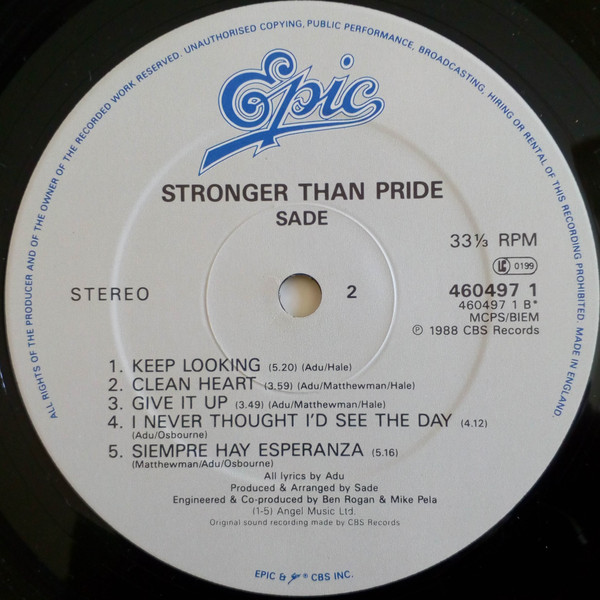 ALL RIGHTS OF THE PRODUCER AND OF THE OWNER OF THE RECORDED WORK RESERVED. UNAUTHORISED COPYING, PUBLIC PERFORMANCE, BROADCASTING, HIRING OR RENTAL OF THIS RECORDING PROHIBITED. MADE IN ENGLAND.
Epic
STRONGER THAN PRIDE
SADE
33⅓ RPM
LC 0199
STEREO
2
460497 1
460497 1 B*
MCPS/BIEM
℗ 1988 CBS Records
1. KEEP LOOKING (5.20) (Adu/Hale)
2. CLEAN HEART (3.59) (Adu/Matthewman/Hale)
3. GIVE IT UP (3.49) (Adu/Matthewman/Hale)
4. I NEVER THOUGHT I'D SEE THE DAY (4.12)
(Adu/Osbourne)
5. SIEMPRE HAY ESPERANZA (5.16)
(Matthewman/Adu/Osbourne)
All lyrics by Adu
Produced & Arranged by Sade
Engineered & Co-produced by Ben Rogan & Mike Pela
(1-5) Angel Music Ltd.
Original sound recording made by CBS Records
EPIC & ® CBS INC.